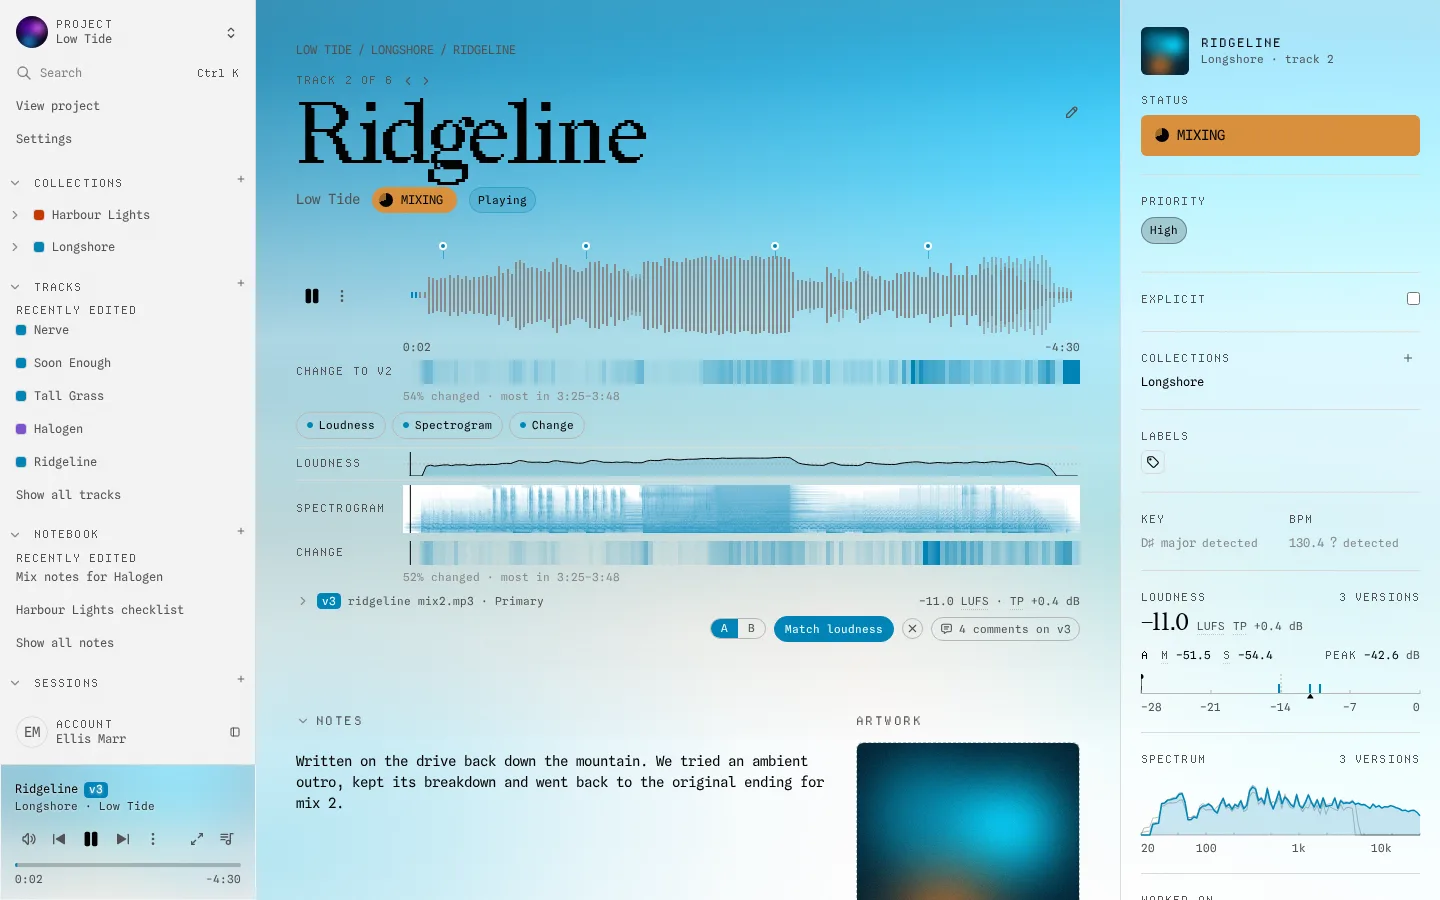 PROJECT
Low Tide
Search Ctrl K
View project
Settings
COLLECTIONS
Harbour Lights
Longshore
TRACKS
RECENTLY EDITED
Nerve
Soon Enough
Tall Grass
Halogen
Ridgeline
Show all tracks
NOTEBOOK
RECENTLY EDITED
Mix notes for Halogen
Harbour Lights checklist
Show all notes
SESSIONS
EM
ACCOUNT
Ellis Marr
Ridgeline v3
Longshore · Low Tide
0:02 -4:30
LOW TIDE / LONGSHORE / RIDGELINE
TRACK 2 OF 6
Ridgeline
Low Tide MIXING Playing
0:02 -4:30
CHANGE TO V2
54% changed · most in 3:25–3:48
Loudness Spectrogram Change
LOUDNESS
SPECTROGRAM
CHANGE
52% changed · most in 3:25–3:48
v3 ridgeline mix2.mp3 · Primary −11.0 LUFS · TP +0.4 dB
A B Match loudness 4 comments on v3
NOTES
Written on the drive back down the mountain. We tried an ambient
outro, kept its breakdown and went back to the original ending for
mix 2.
ARTWORK
RIDGELINE
Longshore · track 2
STATUS
MIXING
PRIORITY
High
EXPLICIT
COLLECTIONS
Longshore
LABELS
KEY BPM
D♯ major detected 130.4 ? detected
LOUDNESS 3 VERSIONS
−11.0 LUFS TP +0.4 dB
A M −51.5 S −54.4 PEAK −42.6 dB
−28 −21 −14 −7 0
SPECTRUM 3 VERSIONS
20 100 1k 10k
WORKED ON